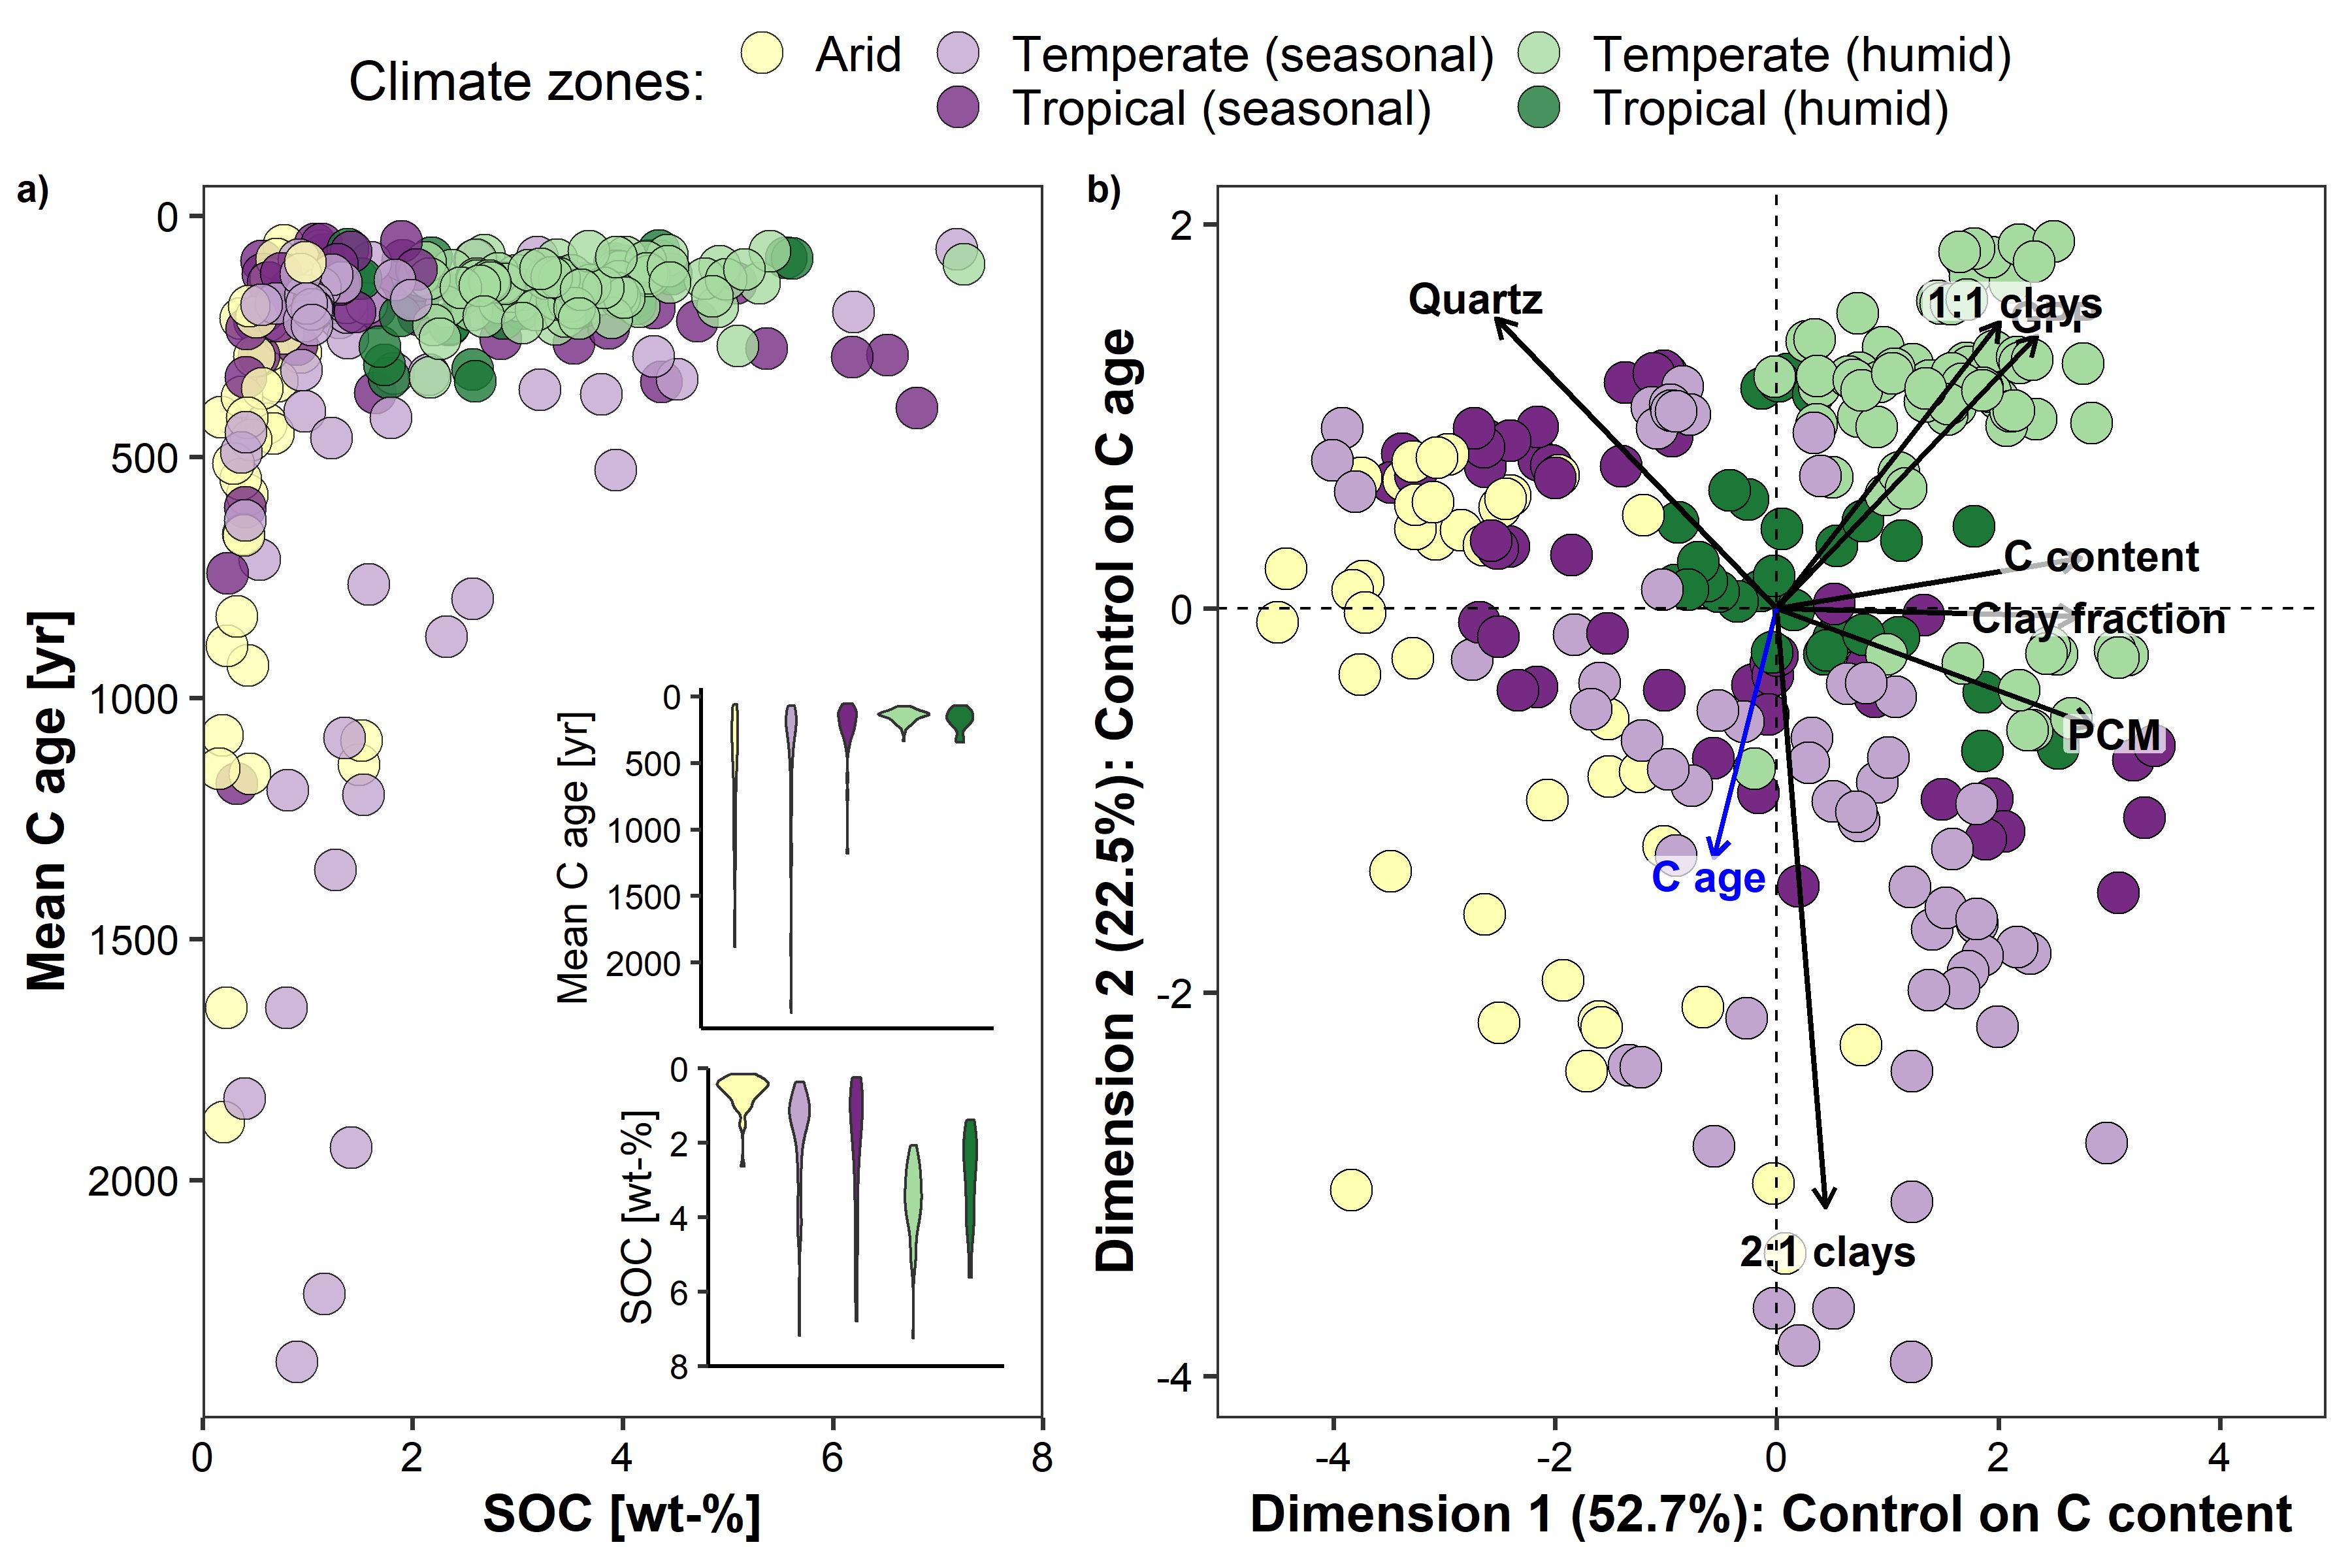 Climate zones:
Arid
Temperate (seasonal)
Temperate (humid)
Tropical (seasonal)
Tropical (humid)
a)
0
500
1000
1500
2000
Mean C age [yr]
0
2
4
6
8
SOC [wt-%]
0
500
1000
1500
2000
Mean C age [yr]
0
2
4
6
8
SOC [wt-%]
b)
2
0
-2
-4
Dimension 2 (22.5%): Control on C age
Quartz
1:1 clays
C content
Clay fraction
PCM
C age
2:1 clays
-4
-2
0
2
4
Dimension 1 (52.7%): Control on C content